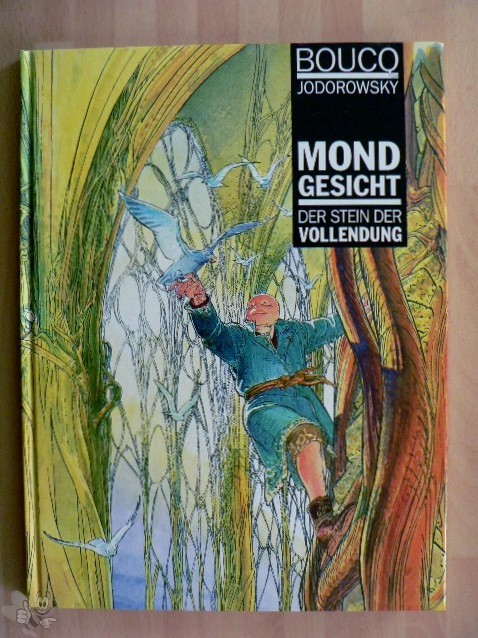 BOUCQ
JODOROWSKY
MOND
GESICHT
DER STEIN DER
VOLLENDUNG